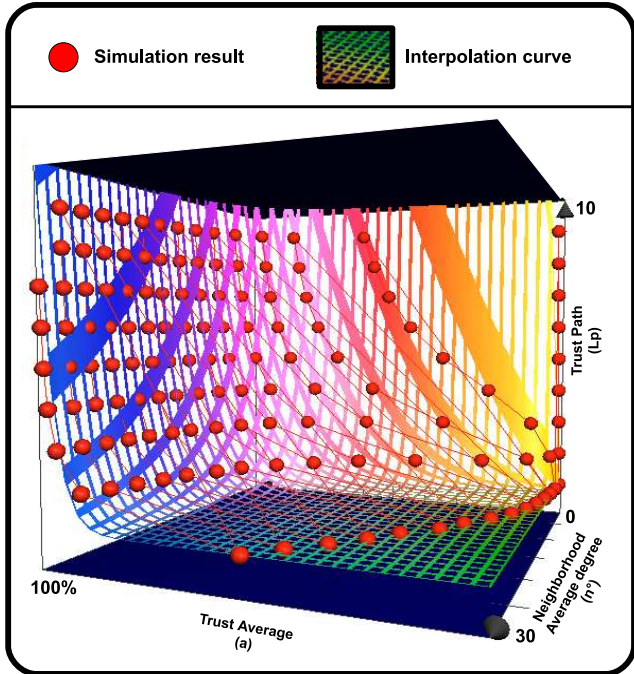 Simulation result
Interpolation curve
10
Trust Path
(Lp)
0
Neighborhood
Average degree
(n°)
100%
Trust Average
(a)
30